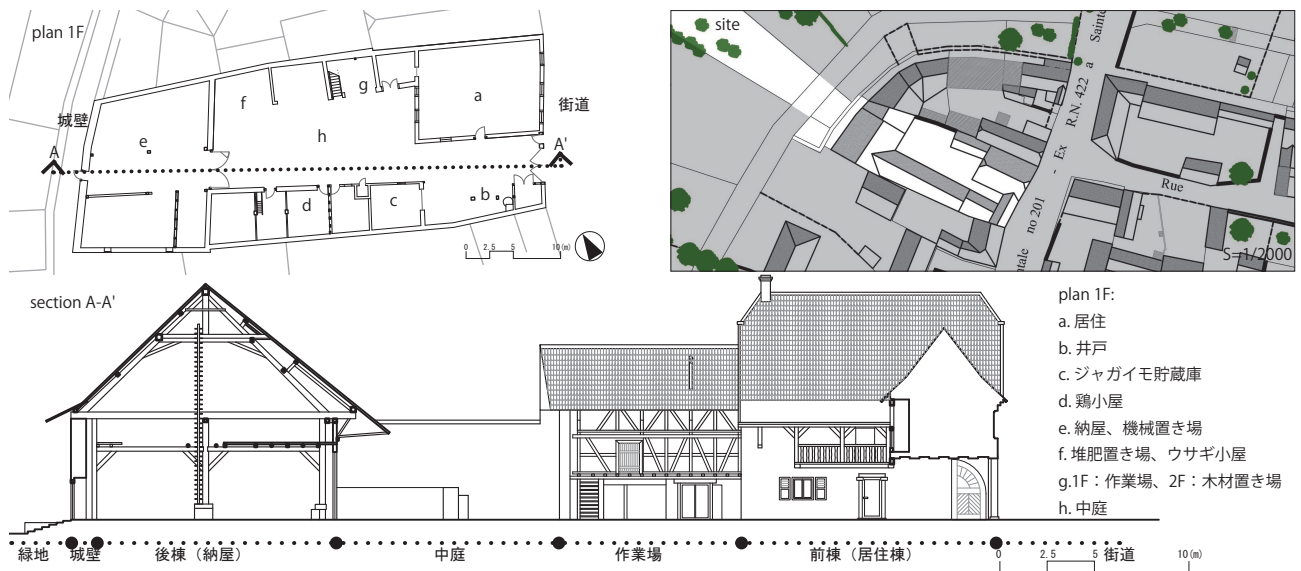 plan 1F
城壁
街道
a
b
c
d
e
f
g
h
A
A'
0 2.5 5 10(m)
site
R.N. 422 a Sainte
ntale no 201 - Ex
Rue
S=1/2000
section A-A'
plan 1F:
a. 居住
b. 井戸
c. ジャガイモ貯蔵庫
d. 鶏小屋
e. 納屋、機械置き場
f. 堆肥置き場、ウサギ小屋
g.1F：作業場、2F：木材置き場
h. 中庭
緑地 城壁 後棟（納屋） 中庭 作業場 前棟（居住棟） 街道
0 2.5 5 10(m)